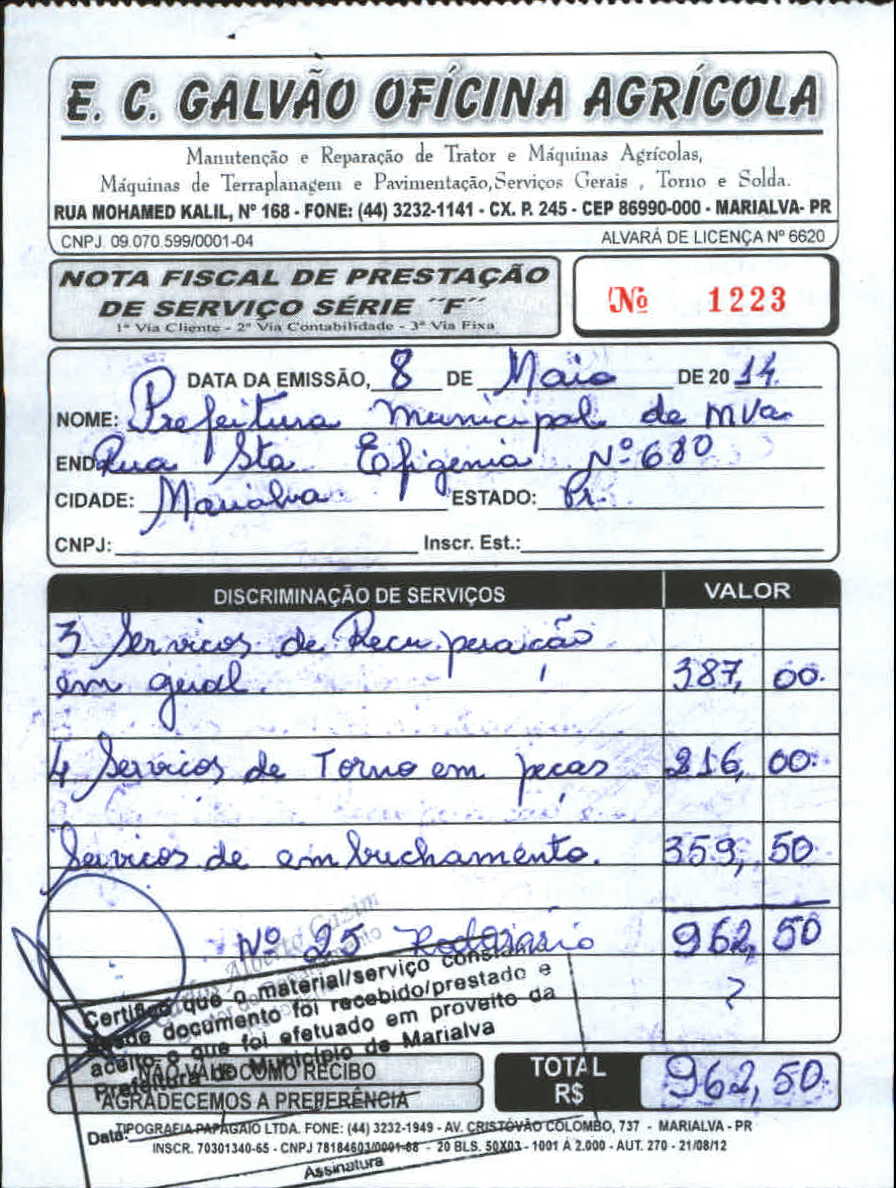 E. C. GALVÃO OFÍCINA AGRÍCOLA
Manutenção e Reparação de Trator e Máquinas Agrícolas,
Máquinas de Terraplanagem e Pavimentação,Serviços Gerais , Torno e Solda.
RUA MOHAMED KALIL, Nº 168 - FONE: (44) 3232-1141 - CX. P. 245 - CEP 86990-000 - MARIALVA- PR
CNPJ. 09.070.599/0001-04 ALVARÁ DE LICENÇA Nº 6620
NOTA FISCAL DE PRESTAÇÃO
DE SERVIÇO SÉRIE "F"
1ª Via Cliente - 2ª Via Contabilidade - 3ª Via Fixa
Nº 1223
DATA DA EMISSÃO, 8 DE Maio DE 20 14
NOME: Prefeitura Municipal de MVa
END. Rua Sta Efigenia Nº 680
CIDADE: Marialva ESTADO: Pr.
CNPJ: Inscr. Est.:
DISCRIMINAÇÃO DE SERVIÇOS VALOR
3 Servicos de Recuperaicão
em geral. 387, 00.
4 Servicos de Torno em pecas 216, 00.
Servicos de embuchamento. 359, 50
Nº 25 Rodoviario 962, 50
Carlos Alberto Cazim
Certifico que o material/serviço constante
deste documento foi recebido/prestado e
aceito, o que foi efetuado em proveito da
Prefeitura do Município de Marialva
NÃO VALE COMO RECIBO
AGRADECEMOS A PREFERÊNCIA
TOTAL
R$ 962,50
Data:
TIPOGRAFIA PAPAGAIO LTDA. FONE: (44) 3232-1949 - AV. CRISTÓVÃO COLOMBO, 737 - MARIALVA - PR
INSCR. 70301340-65 - CNPJ 78184603/0001-88 - 20 BLS. 50X03 - 1001 A 2.000 - AUT. 270 - 21/08/12
Assinatura